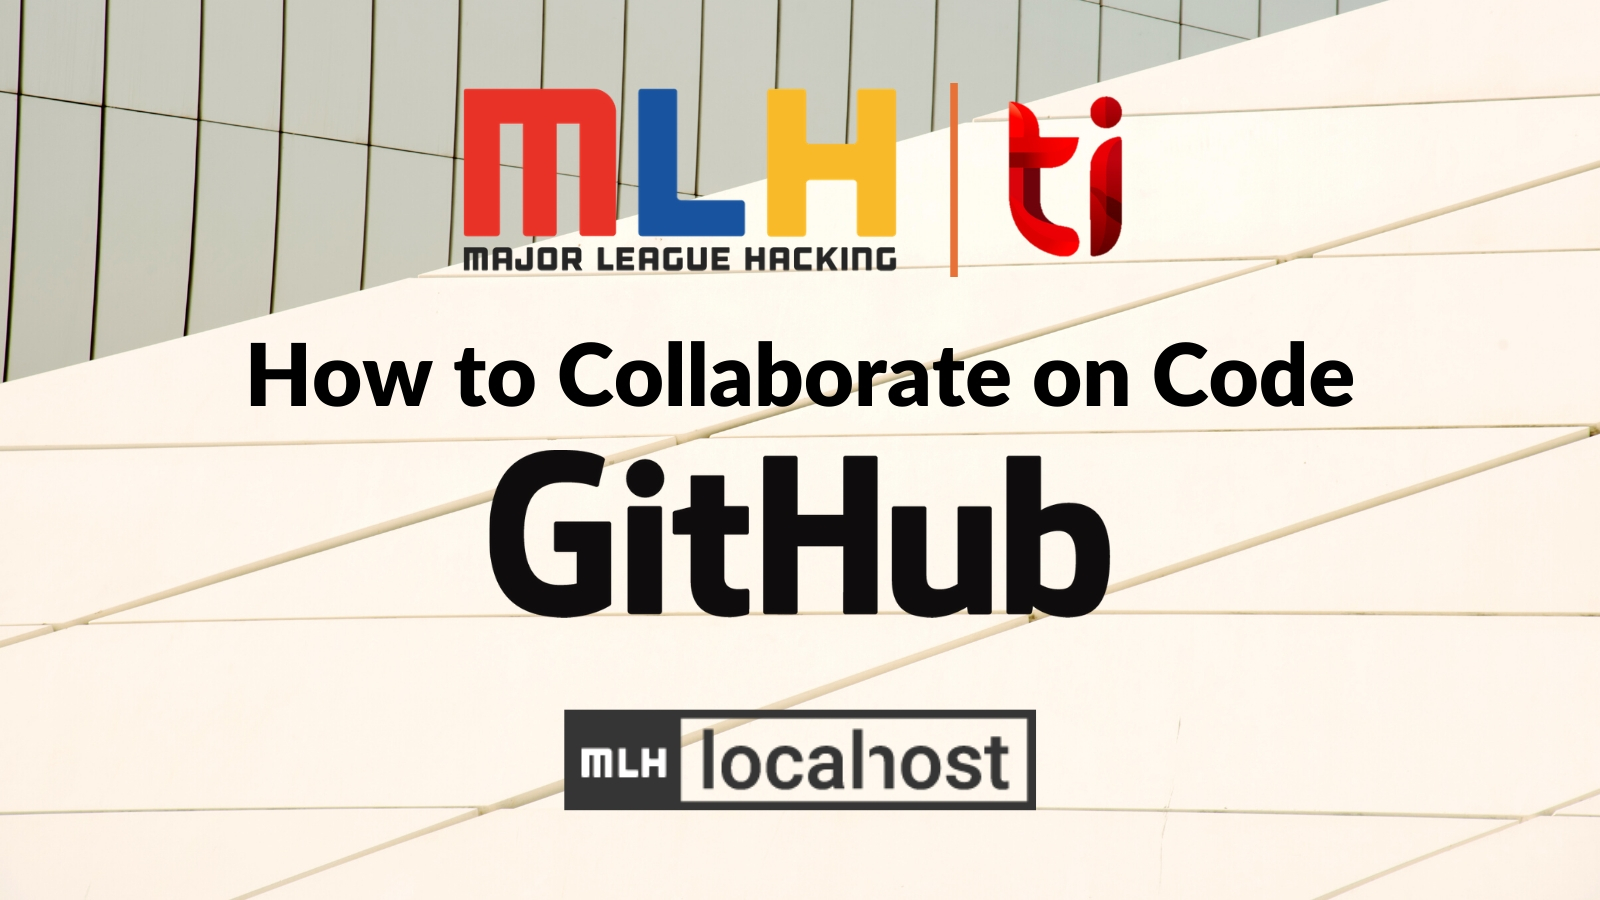 MLH
MAJOR LEAGUE HACKING
ti
How to Collaborate on Code
GitHub
MLH localhost